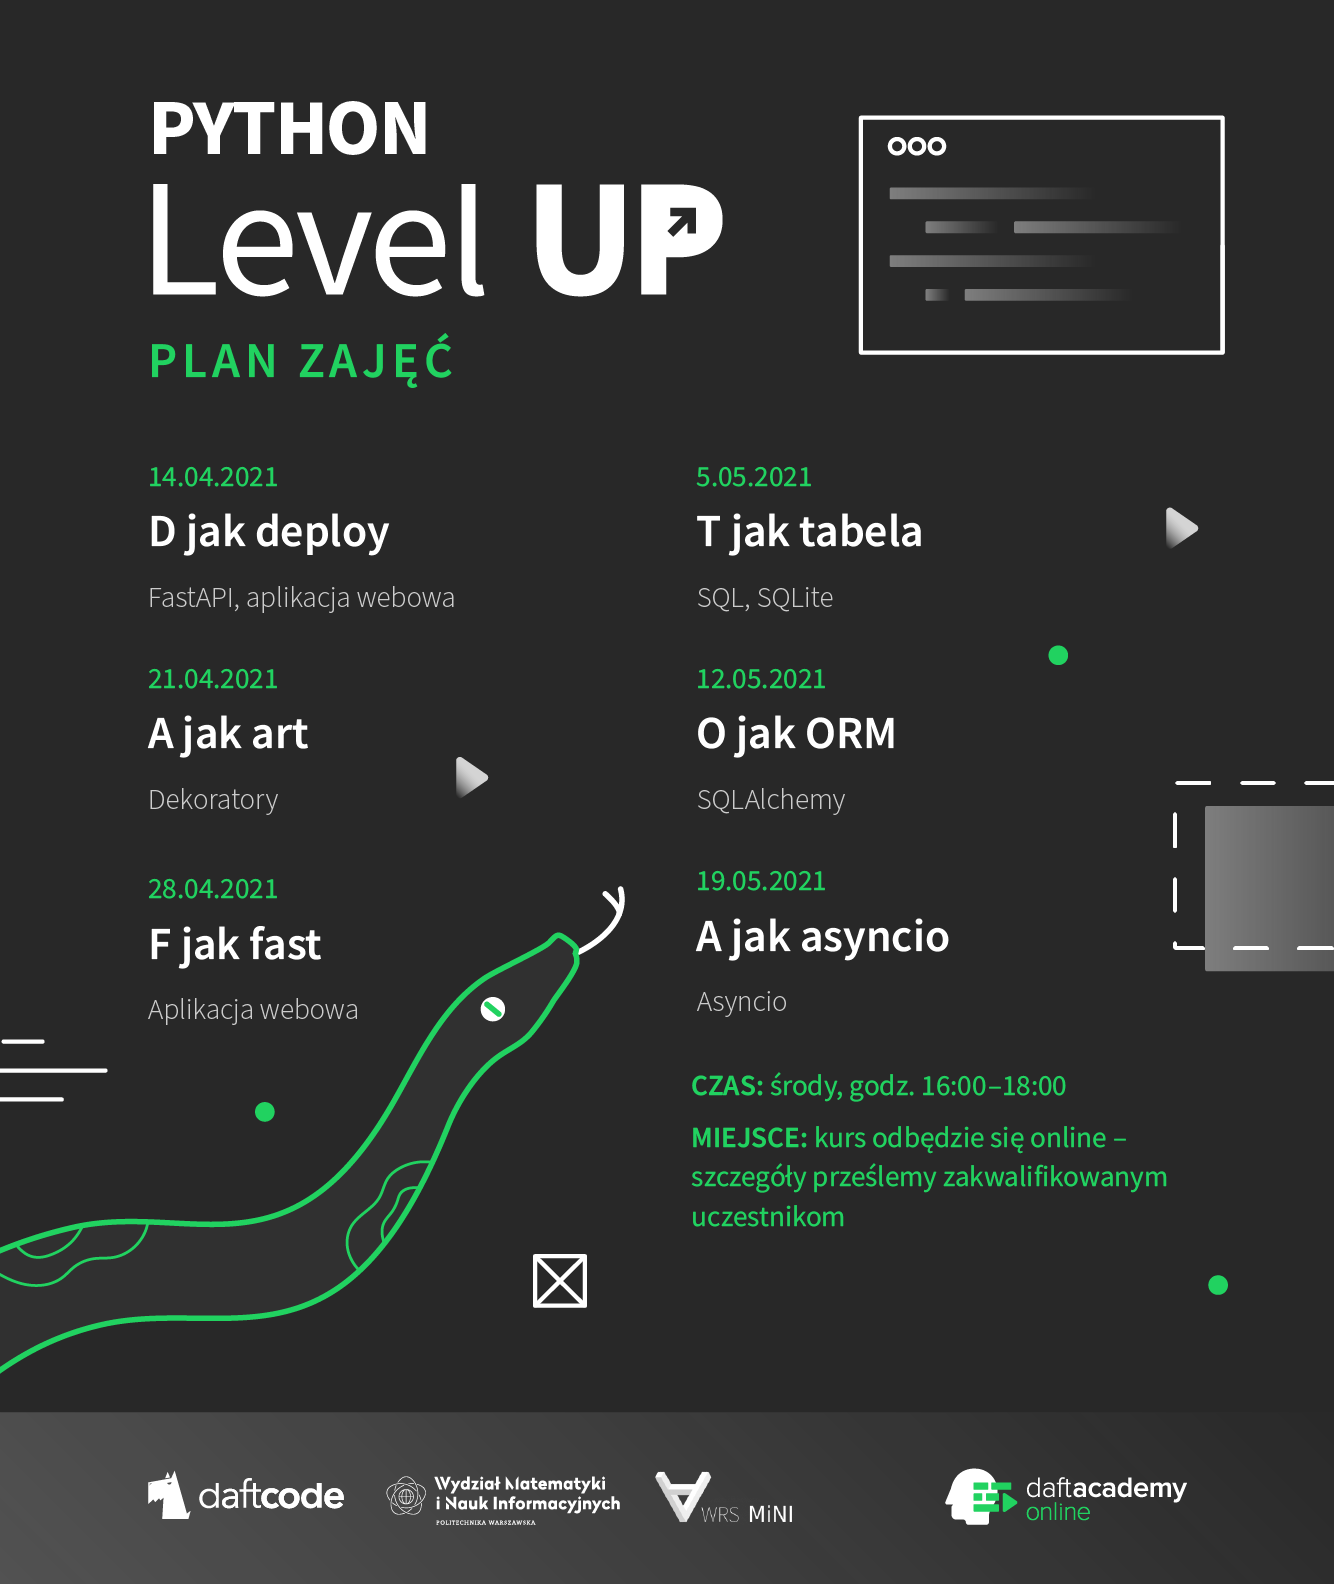 PYTHON
Level UP
PLAN ZAJĘĆ
14.04.2021
D jak deploy
FastAPI, aplikacja webowa
21.04.2021
A jak art
Dekoratory
28.04.2021
F jak fast
Aplikacja webowa
5.05.2021
T jak tabela
SQL, SQLite
12.05.2021
O jak ORM
SQLAlchemy
19.05.2021
A jak asyncio
Asyncio
CZAS: środy, godz. 16:00–18:00
MIEJSCE: kurs odbędzie się online –
szczegóły prześlemy zakwalifikowanym
uczestnikom
daftcode
Wydział Matematyki
i Nauk Informacyjnych
POLITECHNIKA WARSZAWSKA
WRS MiNI
daftacademy
online